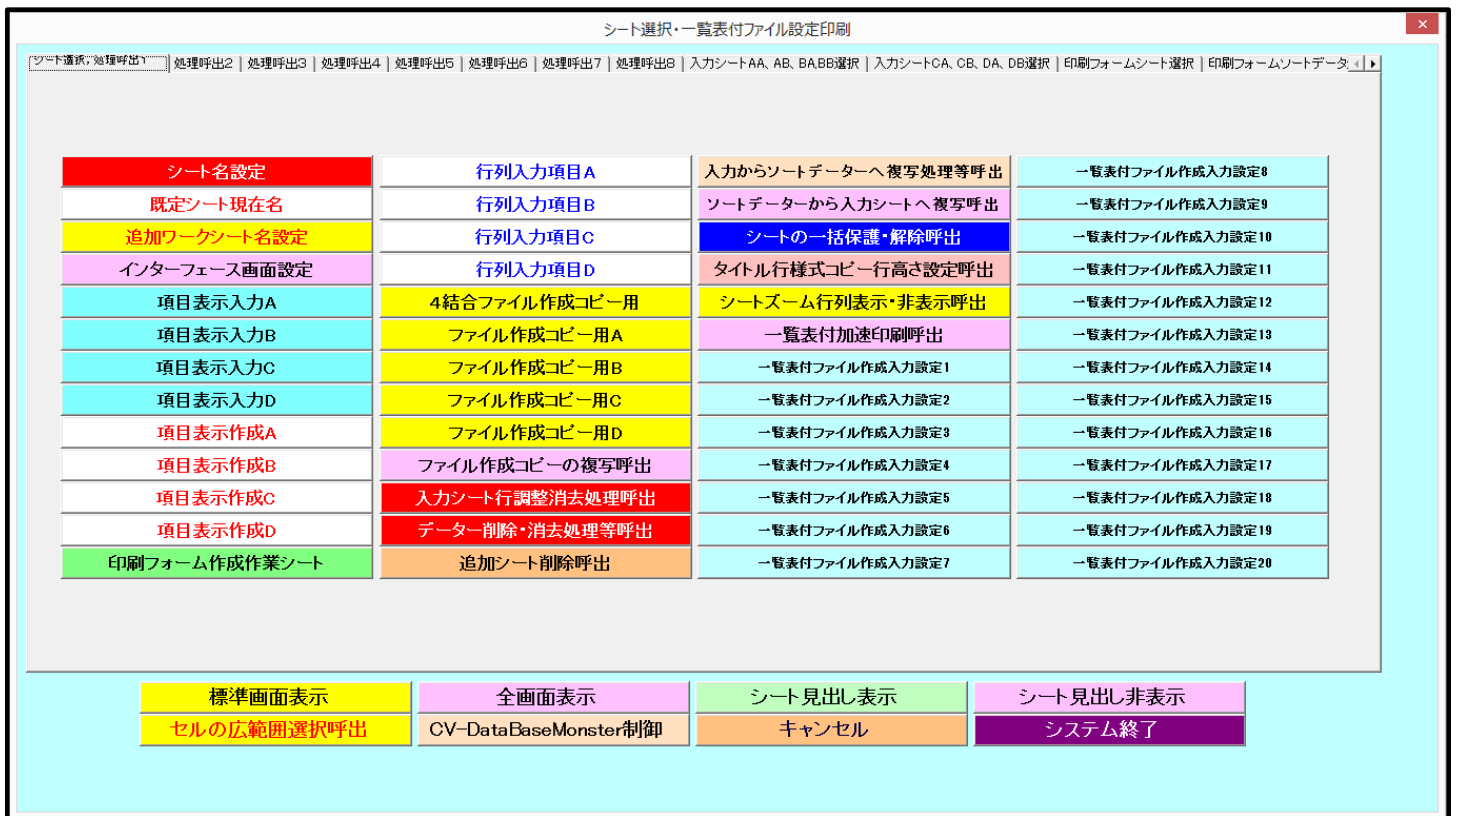 シート選択・一覧表付ファイル設定印刷
シート選択，処理呼出1 処理呼出2 処理呼出3 処理呼出4 処理呼出5 処理呼出6 処理呼出7 処理呼出8 入力シートAA、AB、BA,BB選択 入力シートCA、CB、DA、DB選択 印刷フォームシート選択 印刷フォームソートデータ
シート名設定 行列入力項目A 入力からソートデーターへ複写処理等呼出 一覧表付ファイル作成入力設定8
既定シート現在名 行列入力項目B ソートデーターから入力シートへ複写呼出 一覧表付ファイル作成入力設定9
追加ワークシート名設定 行列入力項目C シートの一括保護・解除呼出 一覧表付ファイル作成入力設定10
インターフェース画面設定 行列入力項目D タイトル行様式コピー行高さ設定呼出 一覧表付ファイル作成入力設定11
項目表示入力A 4結合ファイル作成コピー用 シートズーム行列表示・非表示呼出 一覧表付ファイル作成入力設定12
項目表示入力B ファイル作成コピー用A 一覧表付加速印刷呼出 一覧表付ファイル作成入力設定13
項目表示入力C ファイル作成コピー用B 一覧表付ファイル作成入力設定1 一覧表付ファイル作成入力設定14
項目表示入力D ファイル作成コピー用C 一覧表付ファイル作成入力設定2 一覧表付ファイル作成入力設定15
項目表示作成A ファイル作成コピー用D 一覧表付ファイル作成入力設定3 一覧表付ファイル作成入力設定16
項目表示作成B ファイル作成コピーの複写呼出 一覧表付ファイル作成入力設定4 一覧表付ファイル作成入力設定17
項目表示作成C 入力シート行調整消去処理呼出 一覧表付ファイル作成入力設定5 一覧表付ファイル作成入力設定18
項目表示作成D データー削除・消去処理等呼出 一覧表付ファイル作成入力設定6 一覧表付ファイル作成入力設定19
印刷フォーム作成作業シート 追加シート削除呼出 一覧表付ファイル作成入力設定7 一覧表付ファイル作成入力設定20
標準画面表示 全画面表示 シート見出し表示 シート見出し非表示
セルの広範囲選択呼出 CV-DataBaseMonster制御 キャンセル システム終了